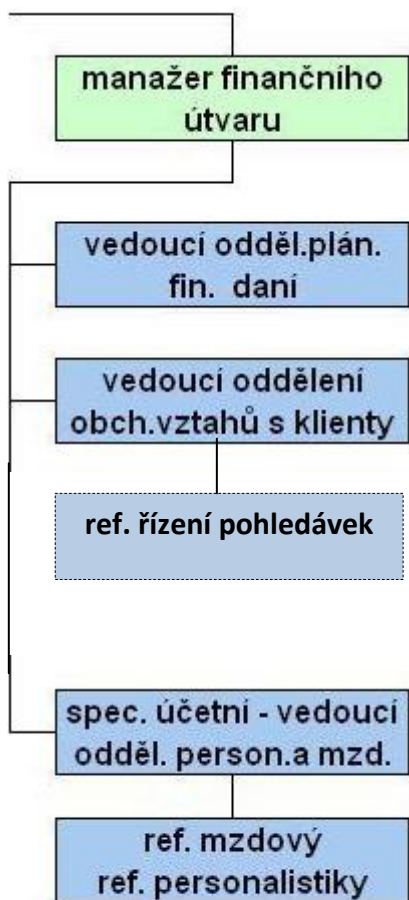 manažer finančního
útvaru
vedoucí odděl.plán.
fin. daní
vedoucí oddělení
obch.vztahů s klienty
ref. řízení pohledávek
spec. účetní - vedoucí
odděl. person.a mzd.
ref. mzdový
ref. personalistiky